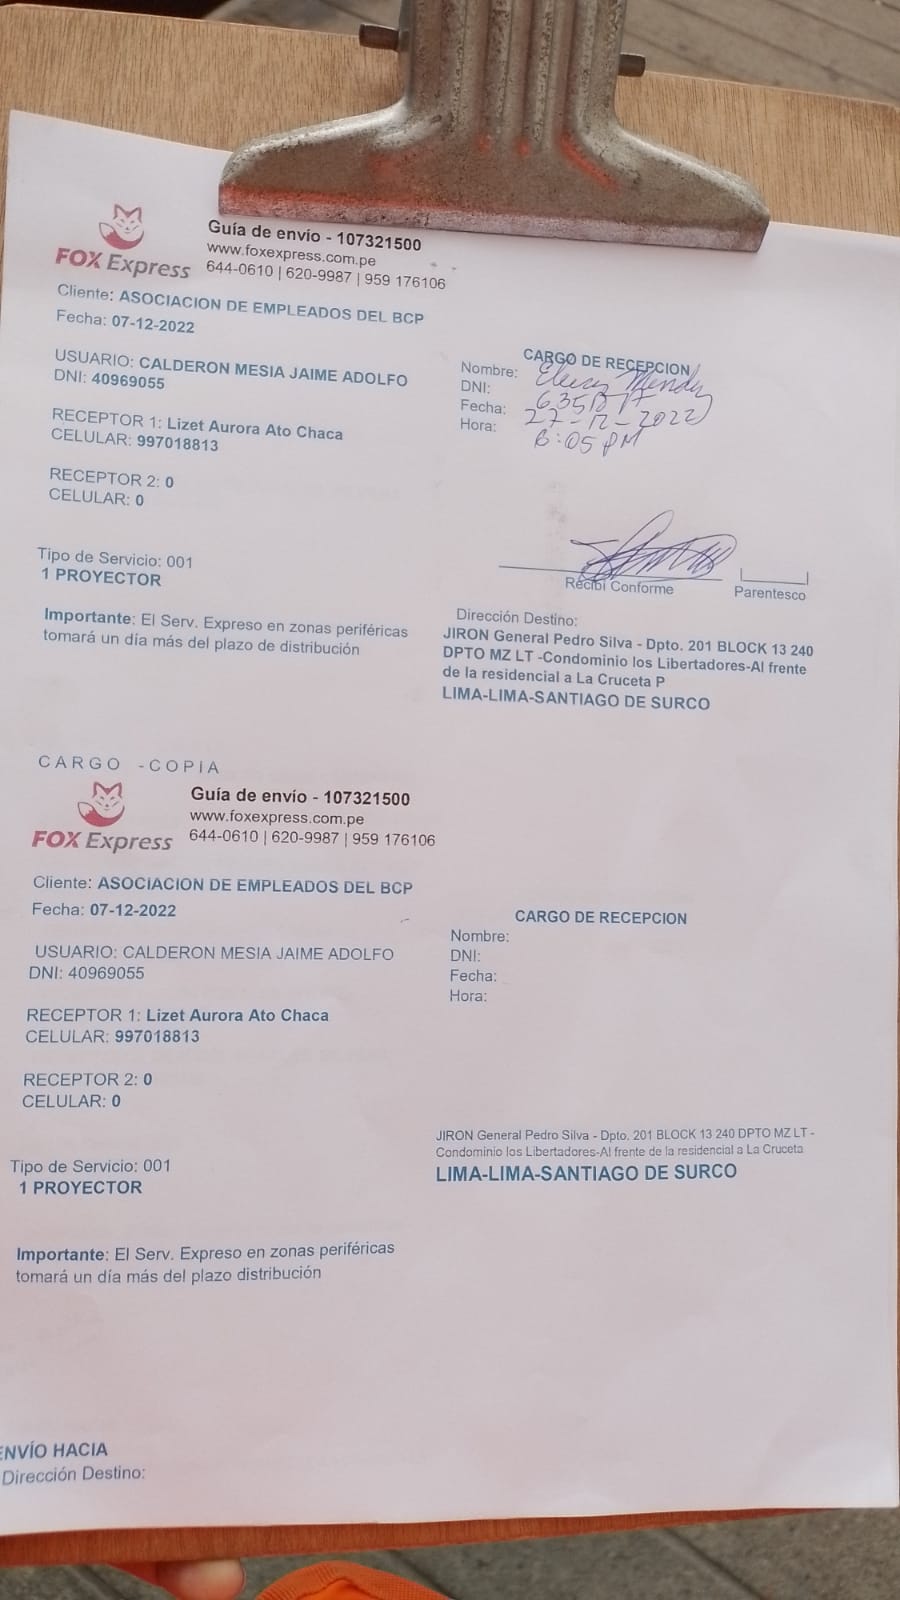 FOX Express
Guía de envío - 107321500
www.foxexpress.com.pe
644-0610 | 620-9987 | 959 176106
Cliente: ASOCIACION DE EMPLEADOS DEL BCP
Fecha: 07-12-2022
USUARIO: CALDERON MESIA JAIME ADOLFO
DNI: 40969055
RECEPTOR 1: Lizet Aurora Ato Chaca
CELULAR: 997018813
RECEPTOR 2: 0
CELULAR: 0
Tipo de Servicio: 001
1 PROYECTOR
Importante: El Serv. Expreso en zonas periféricas
tomará un día más del plazo de distribución
CARGO DE RECEPCION
Nombre:
DNI:
Fecha: 27-12-2022
Hora: :05 PM
Recibi Conforme
Parentesco
Dirección Destino:
JIRON General Pedro Silva - Dpto. 201 BLOCK 13 240
DPTO MZ LT -Condominio los Libertadores-Al frente
de la residencial a La Cruceta P
LIMA-LIMA-SANTIAGO DE SURCO
CARGO -COPIA
FOX Express
Guía de envío - 107321500
www.foxexpress.com.pe
644-0610 | 620-9987 | 959 176106
Cliente: ASOCIACION DE EMPLEADOS DEL BCP
Fecha: 07-12-2022
USUARIO: CALDERON MESIA JAIME ADOLFO
DNI: 40969055
RECEPTOR 1: Lizet Aurora Ato Chaca
CELULAR: 997018813
RECEPTOR 2: 0
CELULAR: 0
Tipo de Servicio: 001
1 PROYECTOR
Importante: El Serv. Expreso en zonas periféricas
tomará un día más del plazo distribución
CARGO DE RECEPCION
Nombre:
DNI:
Fecha:
Hora:
JIRON General Pedro Silva - Dpto. 201 BLOCK 13 240 DPTO MZ LT -
Condominio los Libertadores-Al frente de la residencial a La Cruceta
LIMA-LIMA-SANTIAGO DE SURCO
ENVÍO HACIA
Dirección Destino: